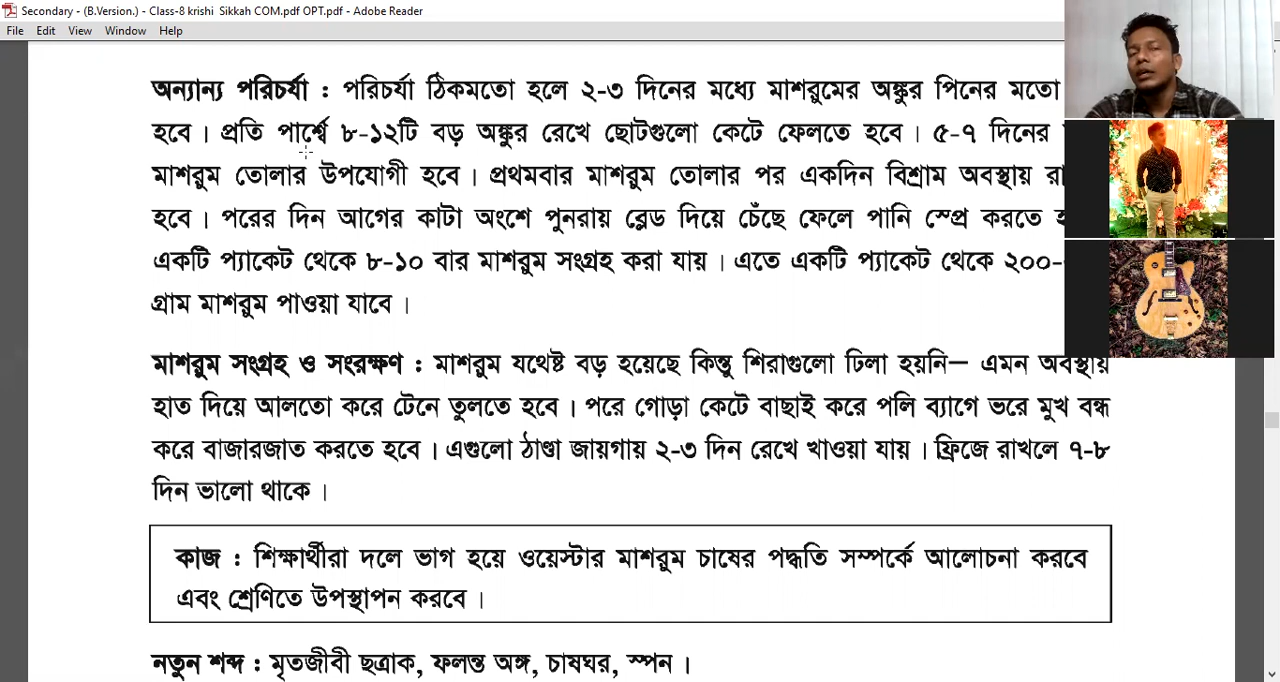 Secondary - (B.Version.) - Class-8 krishi Sikkah COM.pdf OPT.pdf - Adobe Reader
File Edit View Window Help
অন্যান্য পরিচর্যা : পরিচর্যা ঠিকমতো হলে ২-৩ দিনের মধ্যে মাশরুমের অঙ্কুর পিনের মতো
হবে। প্রতি পার্শ্বে ৮-১২টি বড় অঙ্কুর রেখে ছোটগুলো কেটে ফেলতে হবে। ৫-৭ দিনের
মাশরুম তোলার উপযোগী হবে। প্রথমবার মাশরুম তোলার পর একদিন বিশ্রাম অবস্থায়
হবে। পরের দিন আগের কাটা অংশে পুনরায় ব্লেড দিয়ে চেঁছে ফেলে পানি স্প্রে করতে
একটি প্যাকেট থেকে ৮-১০ বার মাশরুম সংগ্রহ করা যায়। এতে একটি প্যাকেট থেকে ২০০-
গ্রাম মাশরুম পাওয়া যাবে।
মাশরুম সংগ্রহ ও সংরক্ষণ : মাশরুম যথেষ্ট বড় হয়েছে কিন্তু শিরাগুলো ঢিলা হয়নি– এমন অবস্থায়
হাত দিয়ে আলতো করে টেনে তুলতে হবে। পরে গোড়া কেটে বাছাই করে পলি ব্যাগে ভরে মুখ বন্ধ
করে বাজারজাত করতে হবে। এগুলো ঠাণ্ডা জায়গায় ২-৩ দিন রেখে খাওয়া যায়। ফ্রিজে রাখলে ৭-৮
দিন ভালো থাকে।
কাজ : শিক্ষার্থীরা দলে ভাগ হয়ে ওয়েস্টার মাশরুম চাষের পদ্ধতি সম্পর্কে আলোচনা করবে
এবং শ্রেণিতে উপস্থাপন করবে।
নতুন শব্দ : মৃতজীবী ছত্রাক, ফলন্ত অঙ্গ, চাষঘর, স্পন।